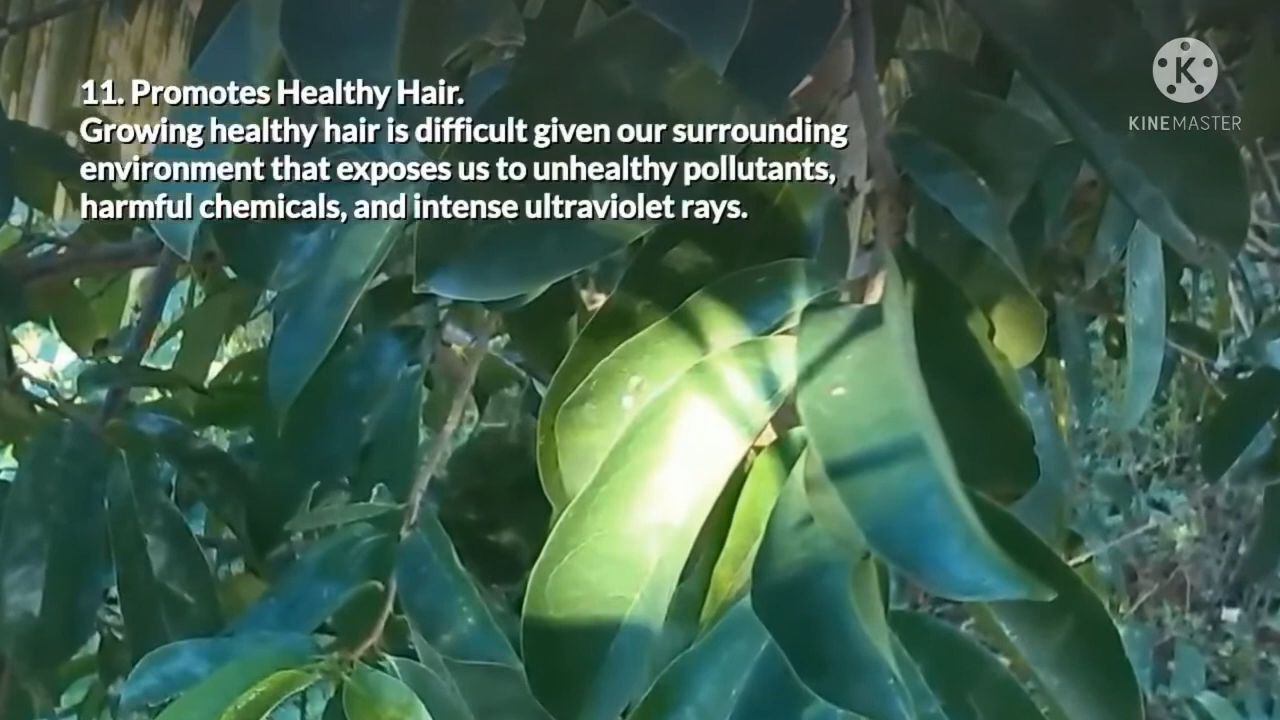 11. Promotes Healthy Hair.
Growing healthy hair is difficult given our surrounding
environment that exposes us to unhealthy pollutants,
harmful chemicals, and intense ultraviolet rays.
K
KINEMASTER